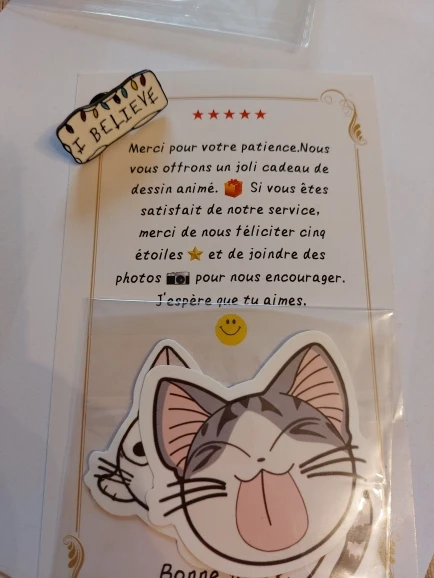 I BELIEVE
★★★★★
Merci pour votre patience.Nous
vous offrons un joli cadeau de
dessin animé. 🎁 Si vous êtes
satisfait de notre service,
merci de nous féliciter cinq
étoiles ⭐ et de joindre des
photos 📷 pour nous encourager.
J'espère que tu aimes.
Bonne